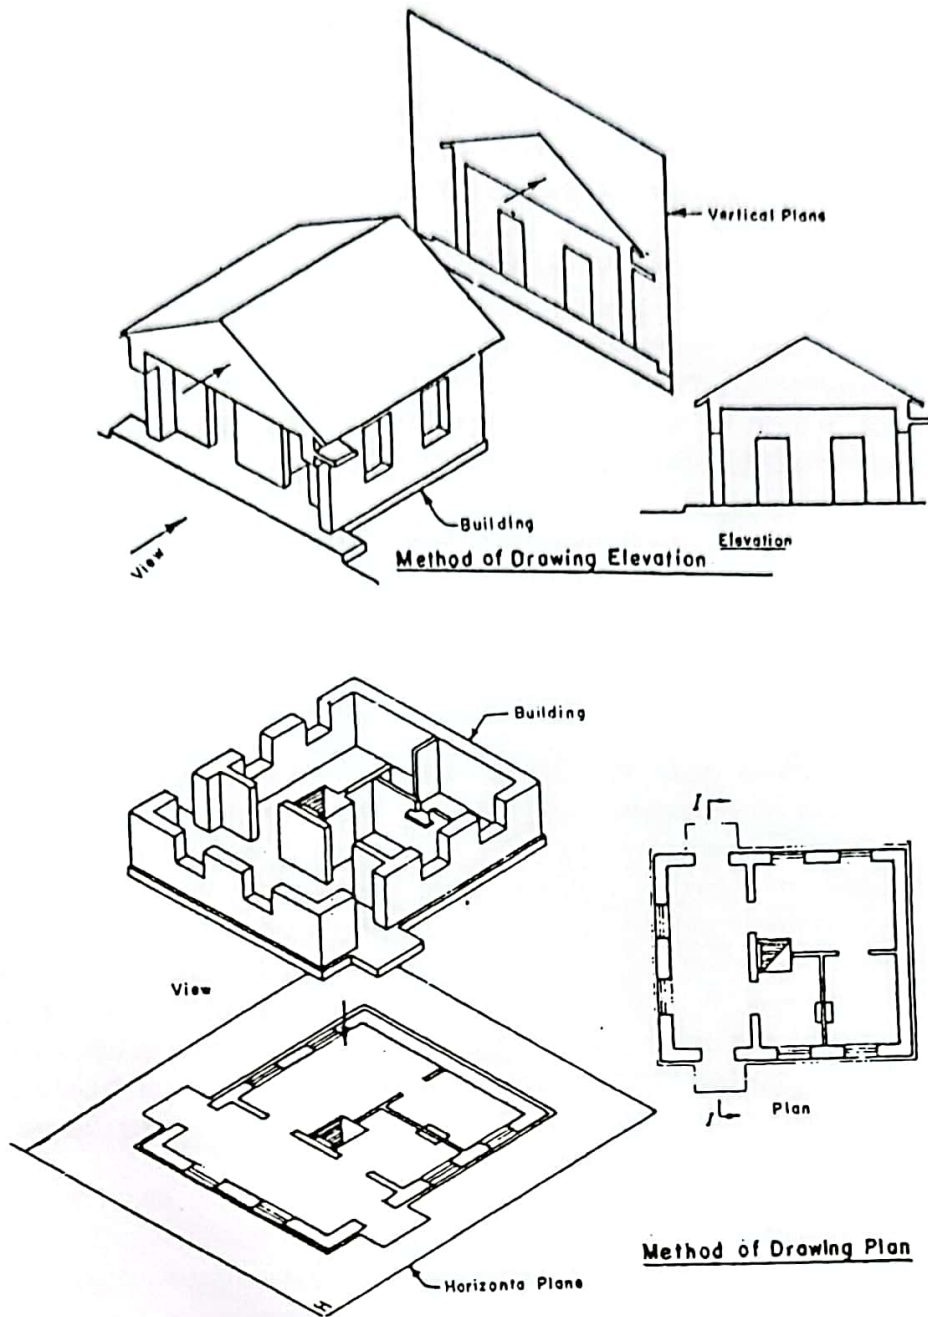 Vertical Plane
Building
View
Elevation
Method of Drawing Elevation
Building
View
I
I
Plan
Horizonta Plane
Method of Drawing Plan